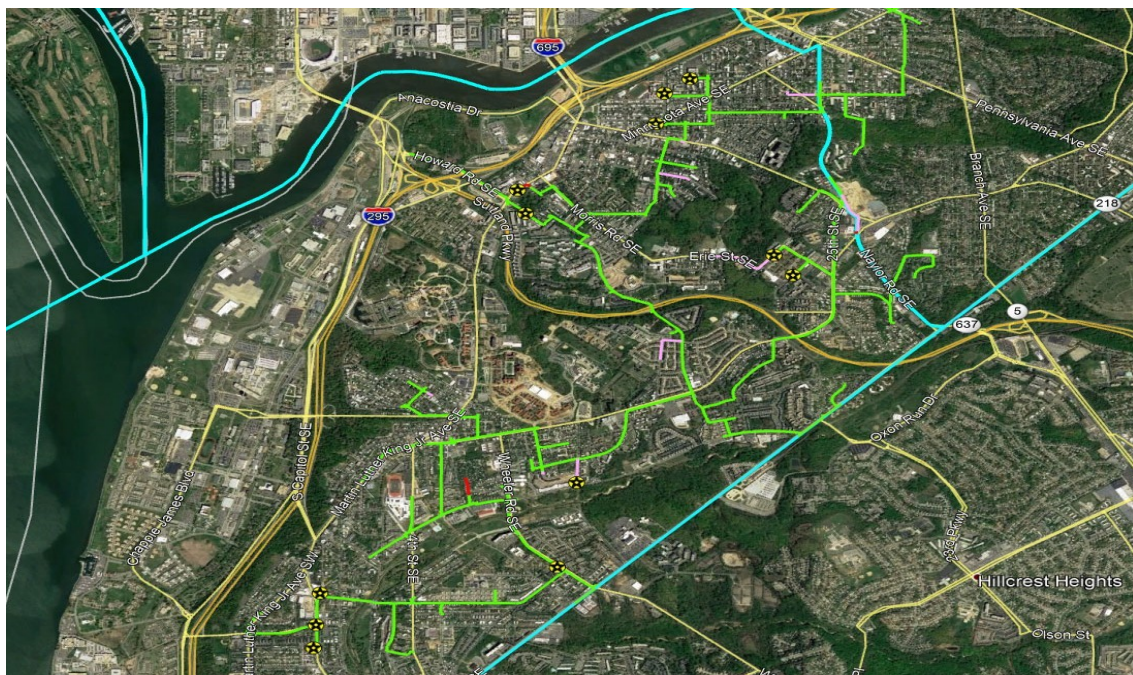 695
Anacostia Dr
Minnesota Ave SE
Pennsylvania Ave SE
Howard Rd SE
Branch Ave SE
218
295
Suitland Pkwy
Morris Rd SE
25th St SE
Eric St SE
Naylor Rd SE
637
5
Oxon Run Dr
Martin Luther King Jr Ave SE
S Capitol St SE
Wheeler Rd SE
Chappie James Blvd
4th St SE
23rd Pkwy
Hillcrest Heights
Martin Luther King Jr Ave SW
Olson St